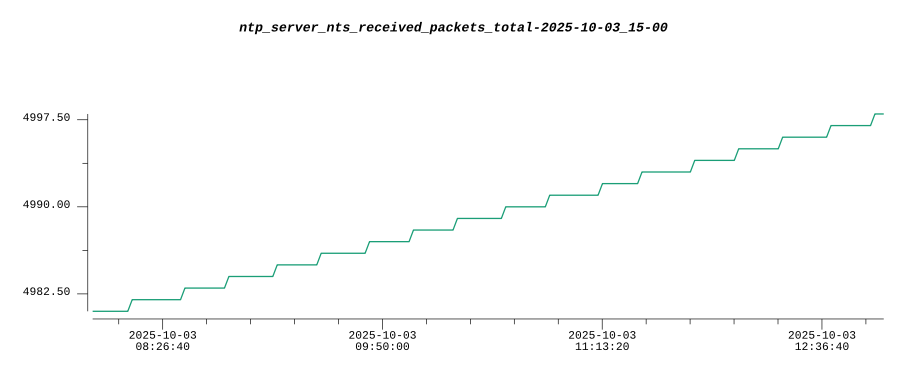 ntp_server_nts_received_packets_total-2025-10-03_15-00
4997.50
4990.00
4982.50
2025-10-03 2025-10-03 2025-10-03 2025-10-03
08:26:40 09:50:00 11:13:20 12:36:40